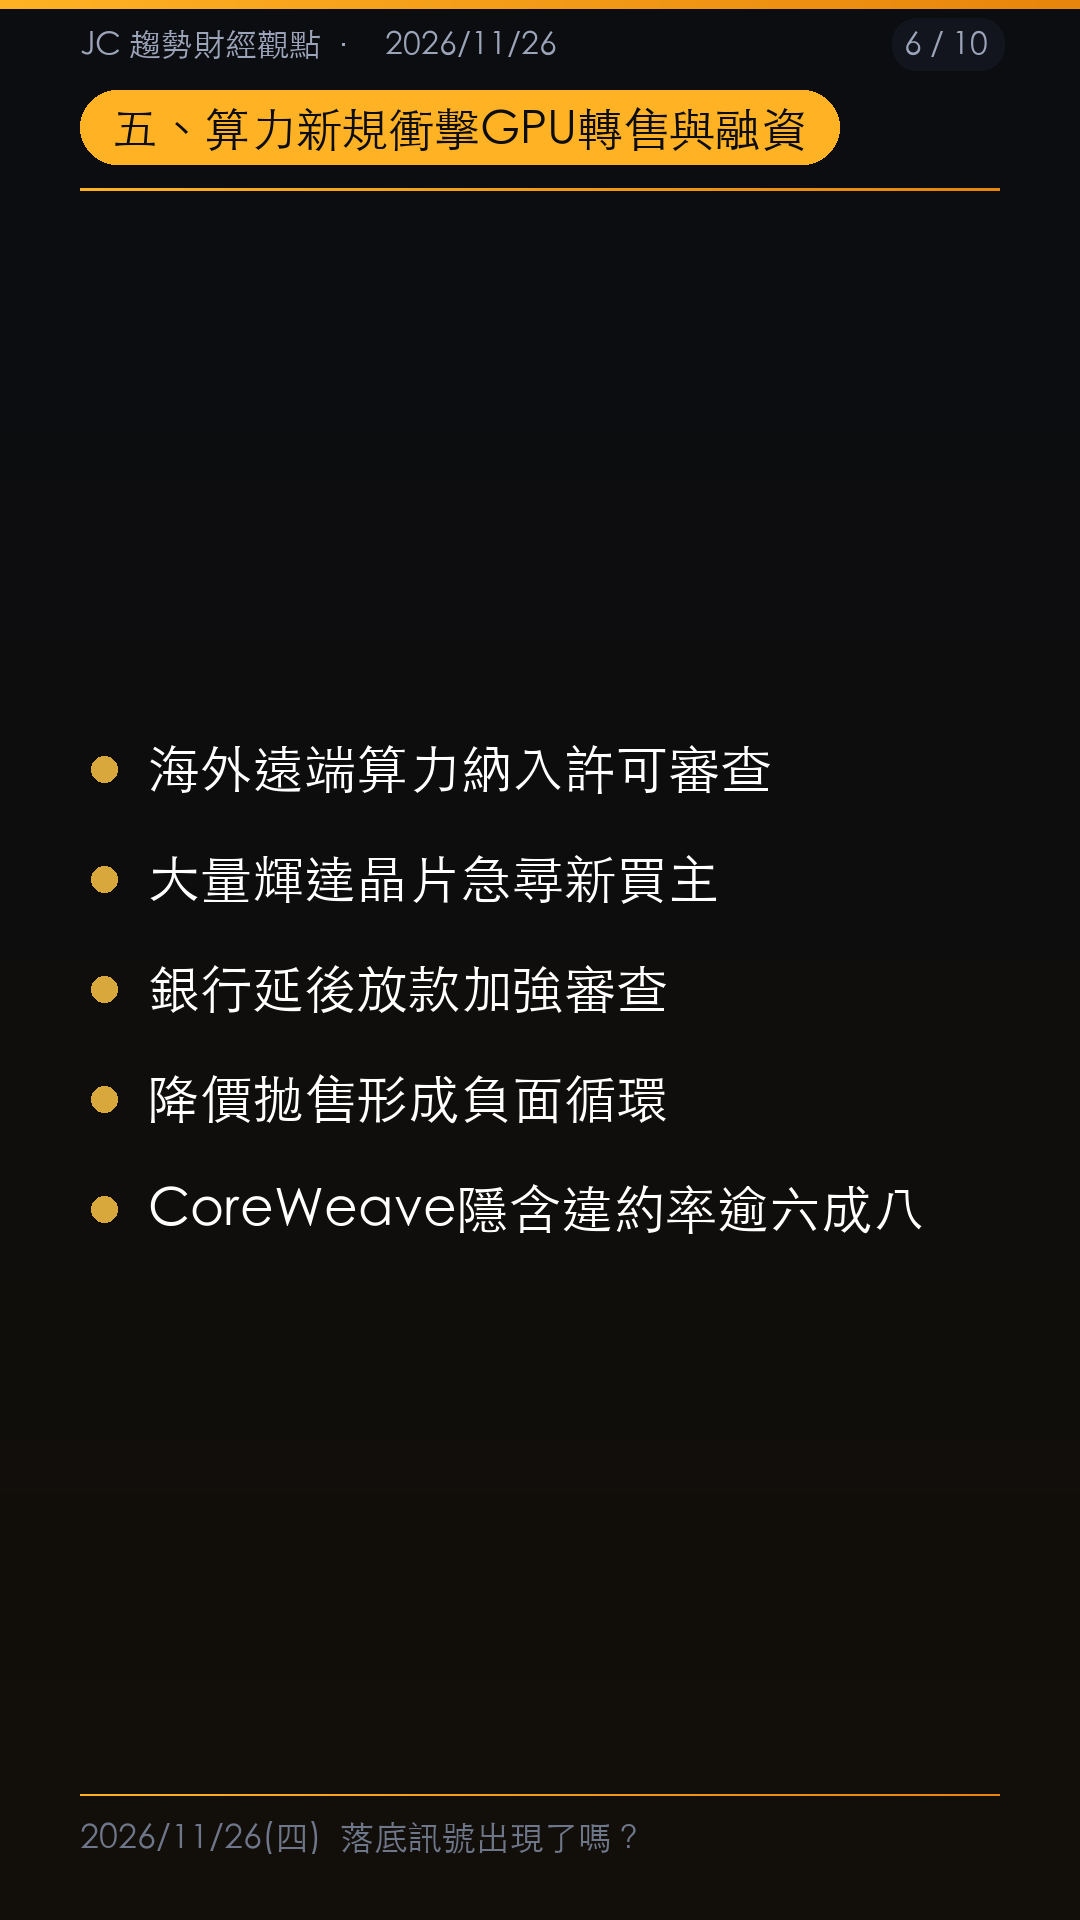 JC 趨勢財經觀點 · 2026/11/26
6 / 10
五、算力新規衝擊GPU轉售與融資
海外遠端算力納入許可審查
大量輝達晶片急尋新買主
銀行延後放款加強審查
降價拋售形成負面循環
CoreWeave隱含違約率逾六成八
2026/11/26(四) 落底訊號出現了嗎？